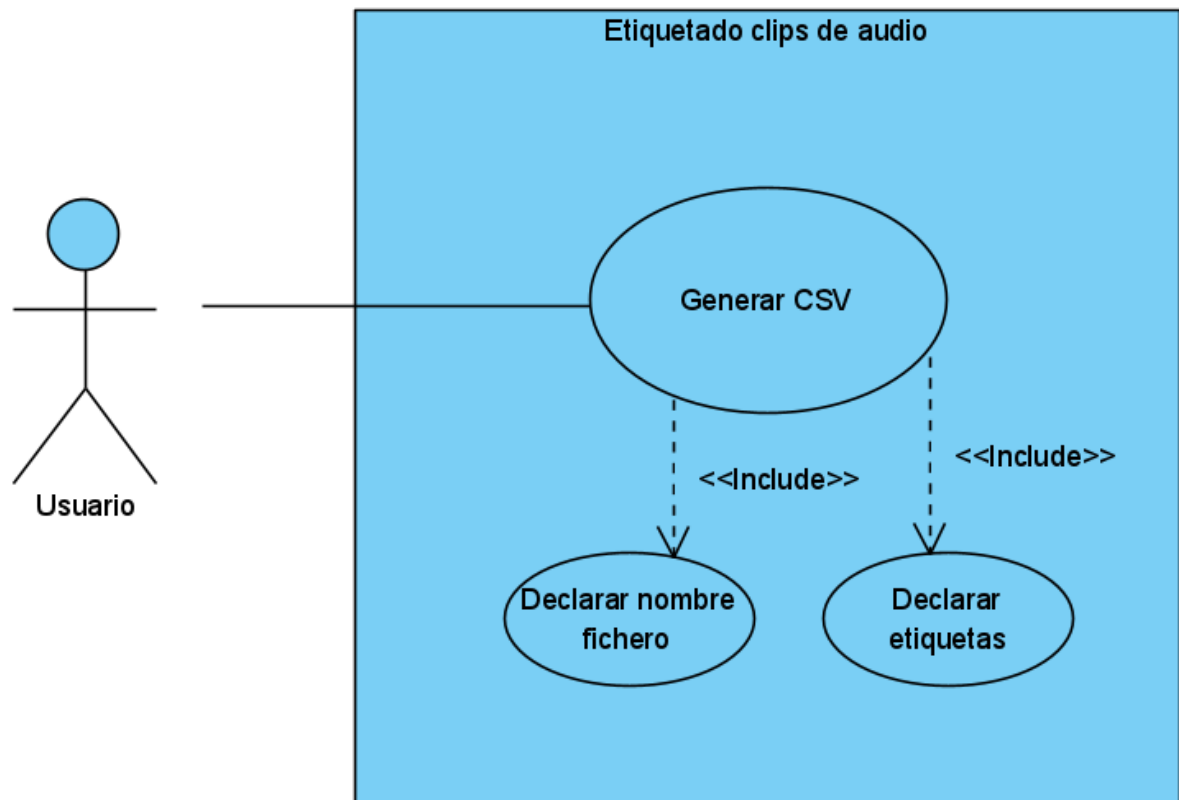 Etiquetado clips de audio
Generar CSV
<<Include>>
<<Include>>
Usuario
Declarar nombre
fichero
Declarar
etiquetas